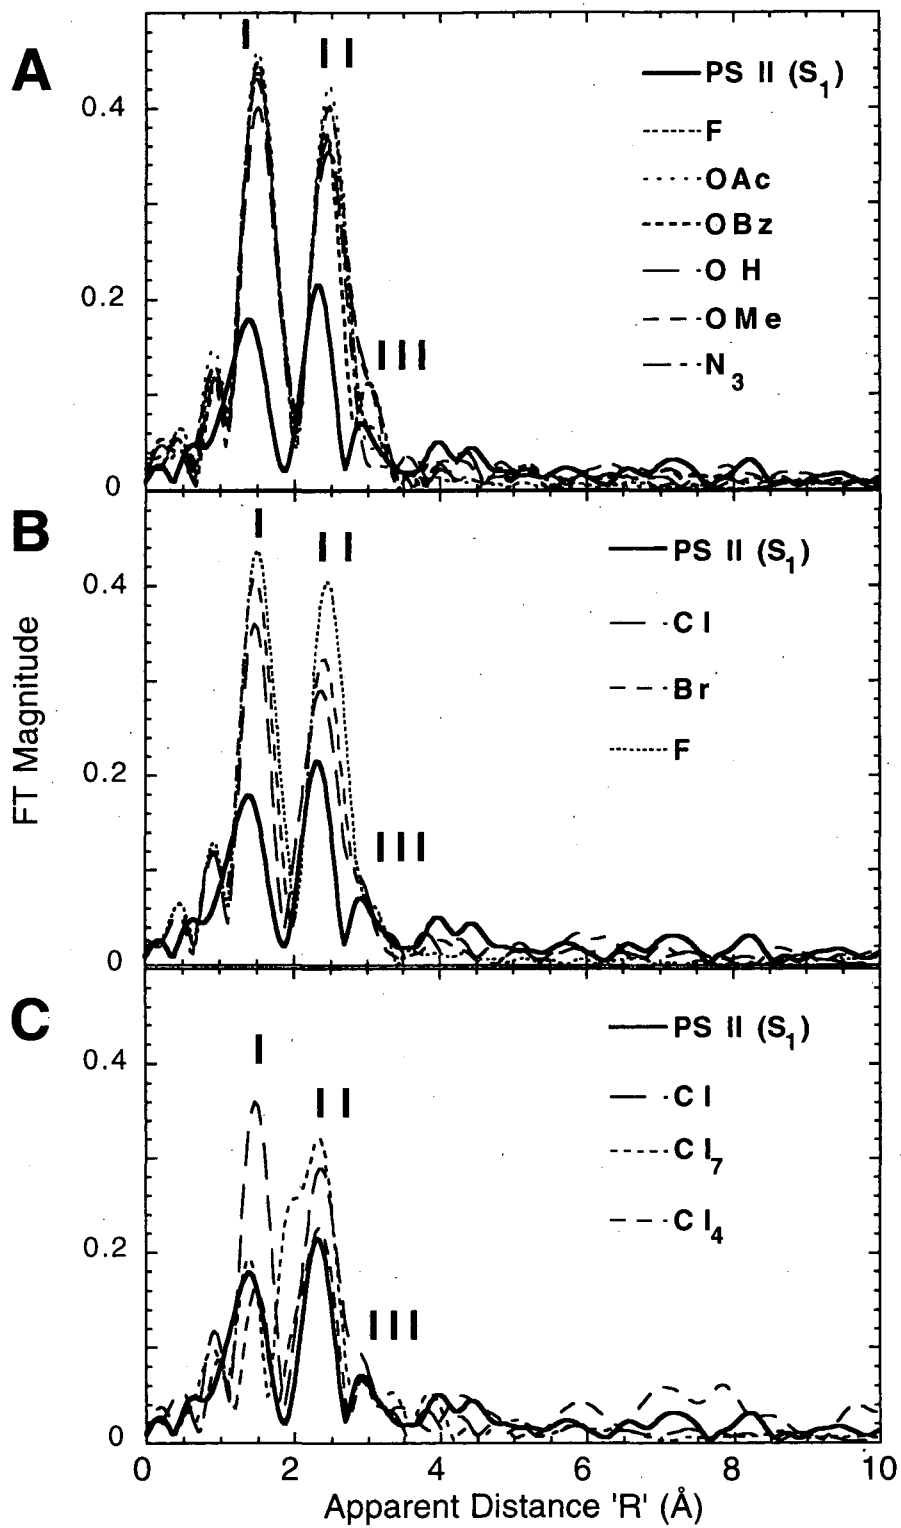 A
I
II
III
PS II (S1)
F
OAc
OBz
OH
OMe
N3
0.4
0.2
0
B
I
II
III
PS II (S1)
Cl
Br
F
0.4
0.2
0
FT Magnitude
C
I
II
III
PS II (S1)
Cl
Cl7
Cl4
0.4
0.2
0
0 2 4 6 8 10
Apparent Distance 'R' (Å)